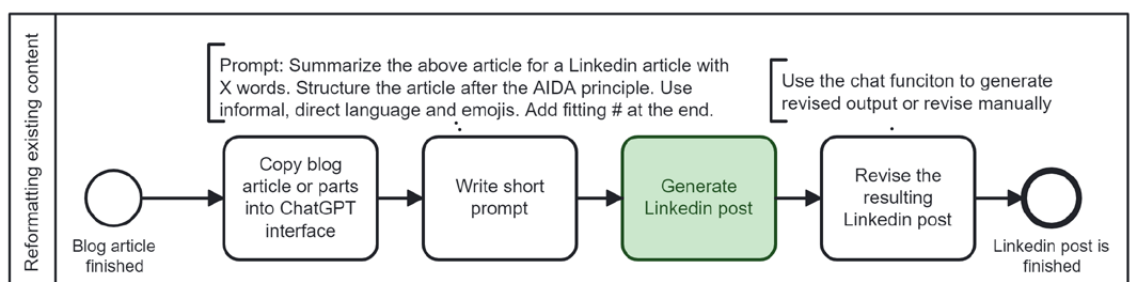 Reformatting existing content
Prompt: Summarize the above article for a Linkedin article with
X words. Structure the article after the AIDA principle. Use
informal, direct language and emojis. Add fitting # at the end.
Use the chat funciton to generate
revised output or revise manually
Blog article
finished
Copy blog
article or parts
into ChatGPT
interface
Write short
prompt
Generate
Linkedin post
Revise the
resulting
Linkedin post
Linkedin post is
finished